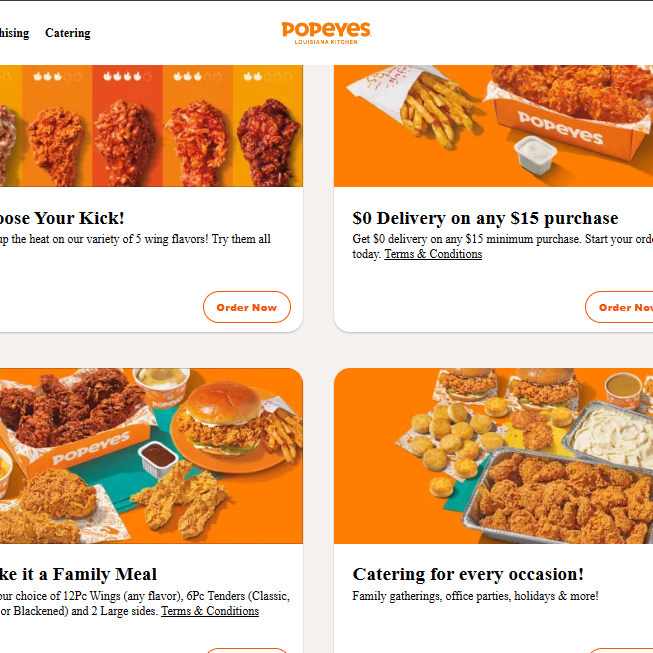 hising Catering
POPEYES
LOUISIANA KITCHEN
POPEYES
oose Your Kick!
up the heat on our variety of 5 wing flavors! Try them all
Order Now
$0 Delivery on any $15 purchase
Get $0 delivery on any $15 minimum purchase. Start your orde
today. Terms & Conditions
Order Now
POPEYES
ke it a Family Meal
our choice of 12Pc Wings (any flavor), 6Pc Tenders (Classic,
or Blackened) and 2 Large sides. Terms & Conditions
Catering for every occasion!
Family gatherings, office parties, holidays & more!